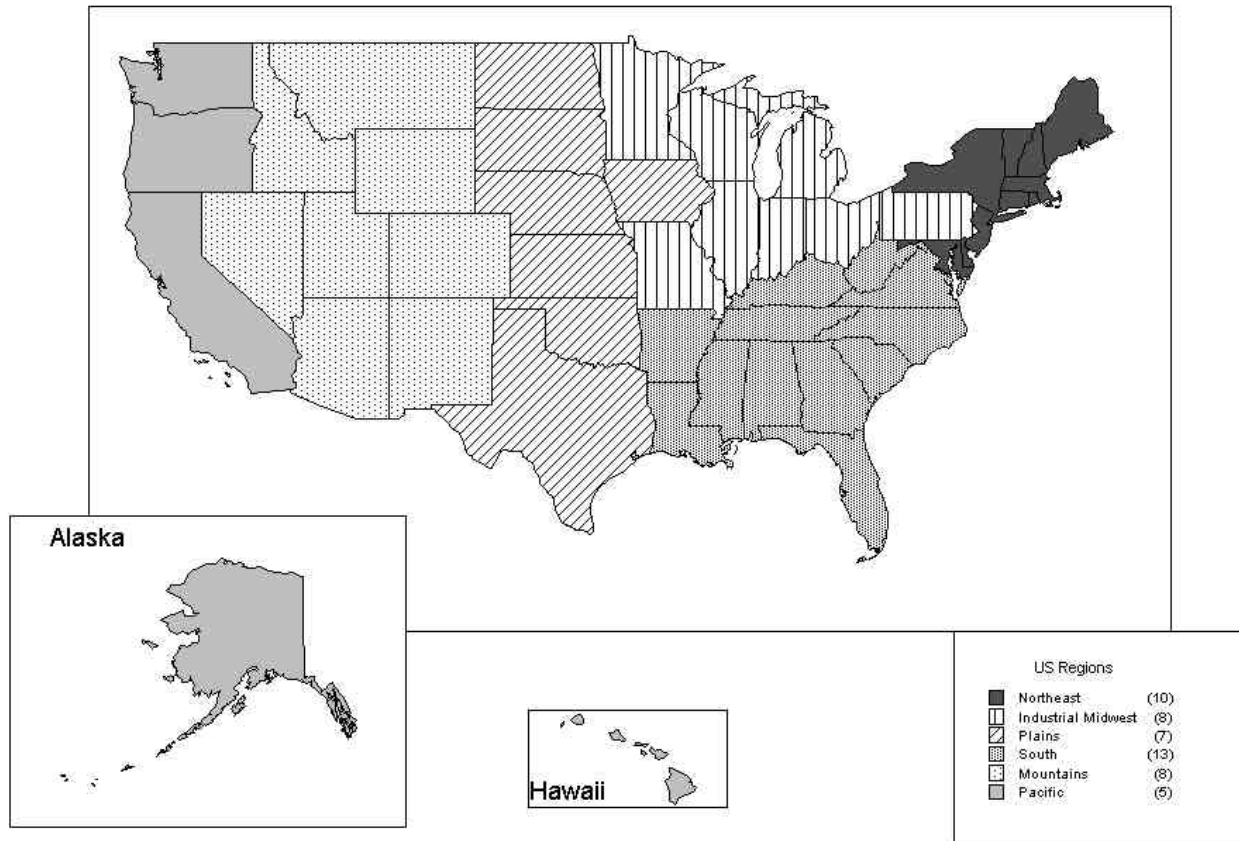 Alaska
Hawaii
US Regions
Northeast (10)
Industrial Midwest (8)
Plains (7)
South (13)
Mountains (8)
Pacific (5)